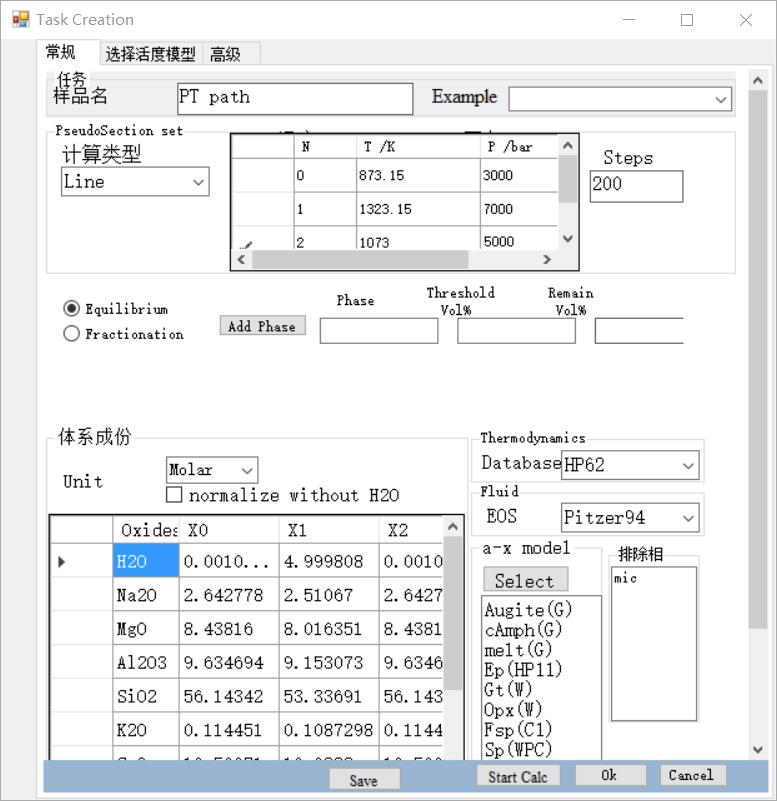 Task Creation
常规 选择活度模型 高级
任务
样品名 PT path Example
PseudoSection set
计算类型
Line
N T /K P /bar
0 873.15 3000
1 1323.15 7000
2 1073 5000
Steps
200
Equilibrium
Fractionation
Add Phase
Phase
Threshold Vol%
Remain Vol%
体系成份
Unit Molar
normalize without H2O
Oxides X0 X1 X2
H2O 0.0010... 4.999808 0.0010
Na2O 2.642778 2.51067 2.6427
MgO 8.43816 8.016351 8.4381
Al2O3 9.634694 9.153073 9.6346
SiO2 56.14342 53.33691 56.143
K2O 0.114451 0.1087298 0.1144
Thermodynamics
Database HP62
Fluid
EOS Pitzer94
a-x model
Select
Augite(G)
cAmph(G)
melt(G)
Ep(HP11)
Gt(W)
Opx(W)
Fsp(C1)
Sp(WPC)
排除相
mic
Save Start Calc Ok Cancel